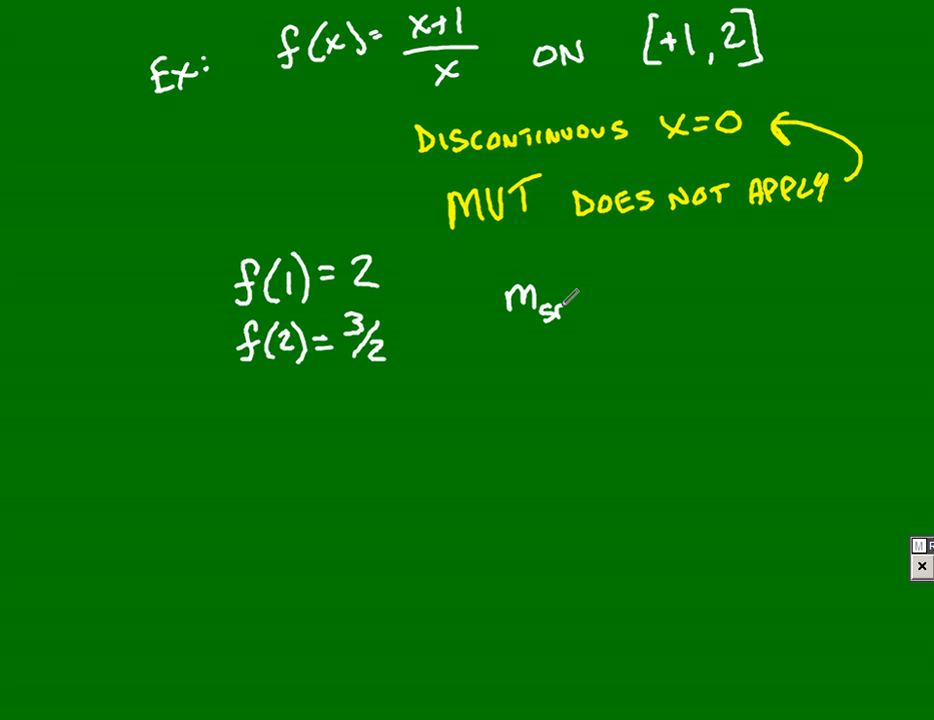 Ex: f(x)= x+1/x ON [+1,2]
DISCONTINUOUS X=0
MVT DOES NOT APPLY
f(1)=2
f(2)=3/2
m